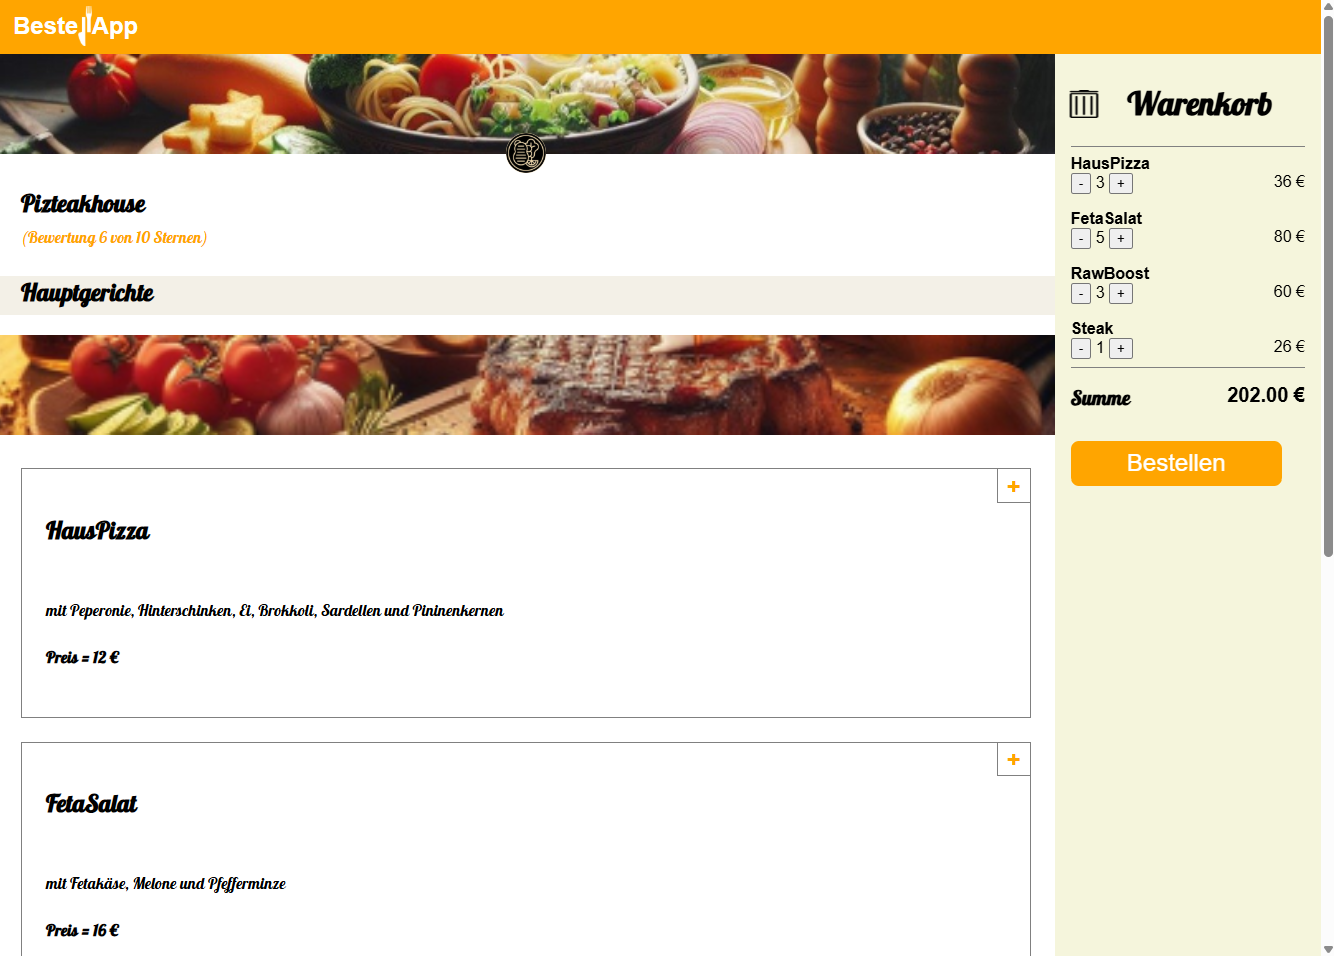 BestellApp
Pizteakhouse
(Bewertung 6 von 10 Sternen)
Hauptgerichte
+
HausPizza
mit Peperonie, Hinterschinken, Ei, Brokkoli, Sardellen und Pininenkernen
Preis = 12 €
+
FetaSalat
mit Fetakäse, Melone und Pfefferminze
Preis = 16 €
Warenkorb
HausPizza
- 3 + 36 €
FetaSalat
- 5 + 80 €
RawBoost
- 3 + 60 €
Steak
- 1 + 26 €
Summe 202.00 €
Bestellen